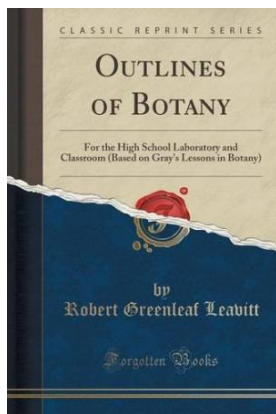 CLASSIC REPRINT SERIES
OUTLINES
OF BOTANY
For the High School Laboratory and
Classroom (Based on Gray's Lessons in Botany)
by
Robert Greenleaf Leavitt
Forgotten Books